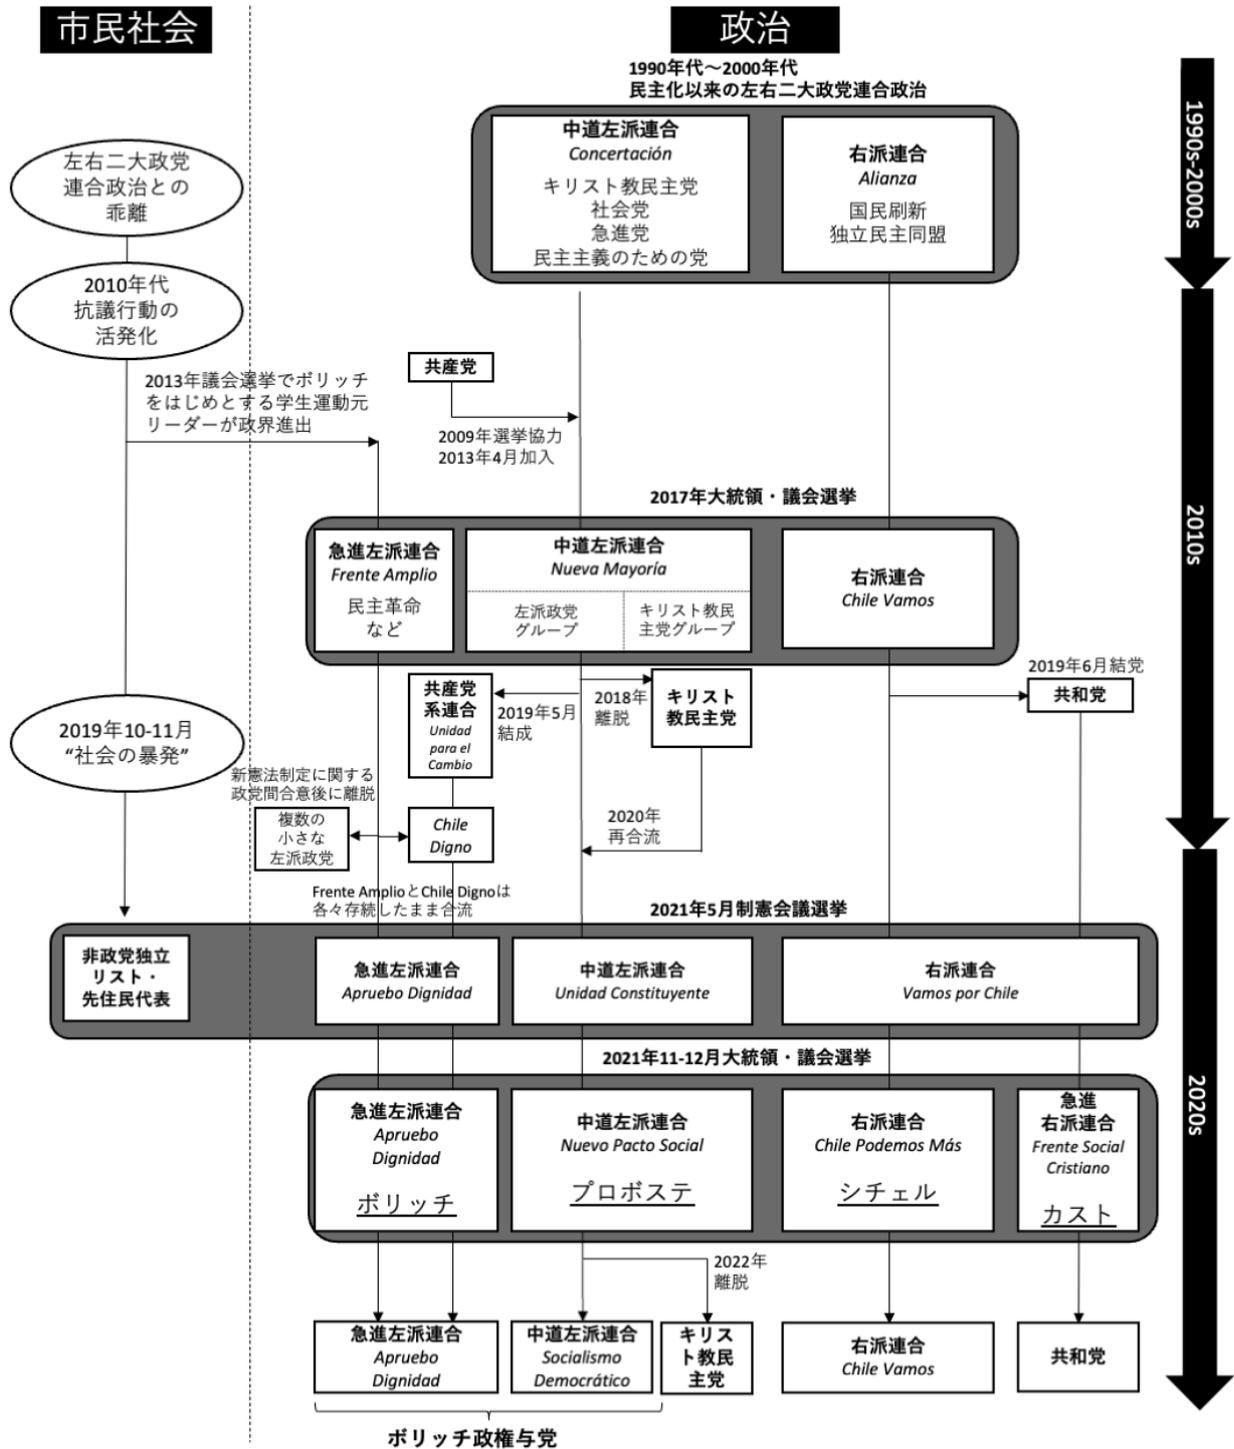 市民社会
政治
1990年代～2000年代
民主化以来の左右二大政党連合政治
中道左派連合
Concertación
キリスト教民主党
社会党
急進党
民主主義のための党
右派連合
Alianza
国民刷新
独立民主同盟
1990s-2000s
左右二大政党
連合政治との
乖離
2010年代
抗議行動の
活発化
2013年議会選挙でボリッチ
をはじめとする学生運動元
リーダーが政界進出
共産党
2009年選挙協力
2013年4月加入
2010s
2017年大統領・議会選挙
急進左派連合
Frente Amplio
民主革命
など
中道左派連合
Nueva Mayoría
左派政党
グループ
キリスト教民
主党グループ
右派連合
Chile Vamos
2019年10-11月
“社会の暴発”
共産党
系連合
Unidad
para el
Cambio
2019年5月
結成
2018年
離脱
キリスト
教民主党
2019年6月結党
共和党
新憲法制定に関する
政党間合意後に離脱
複数の
小さな
左派政党
Chile
Digno
2020年
再合流
Frente AmplioとChile Dignoは
各々存続したまま合流
2021年5月制憲会議選挙
非政党独立
リスト・
先住民代表
急進左派連合
Apruebo Dignidad
中道左派連合
Unidad Constituyente
右派連合
Vamos por Chile
2020s
2021年11-12月大統領・議会選挙
急進左派連合
Apruebo
Dignidad
ボリッチ
中道左派連合
Nuevo Pacto Social
プロボステ
右派連合
Chile Podemos Más
シチェル
急進
右派連合
Frente Social
Cristiano
カスト
2022年
離脱
急進左派連合
Apruebo
Dignidad
中道左派連合
Socialismo
Democrático
キリス
ト教民
主党
右派連合
Chile Vamos
共和党
ボリッチ政権与党